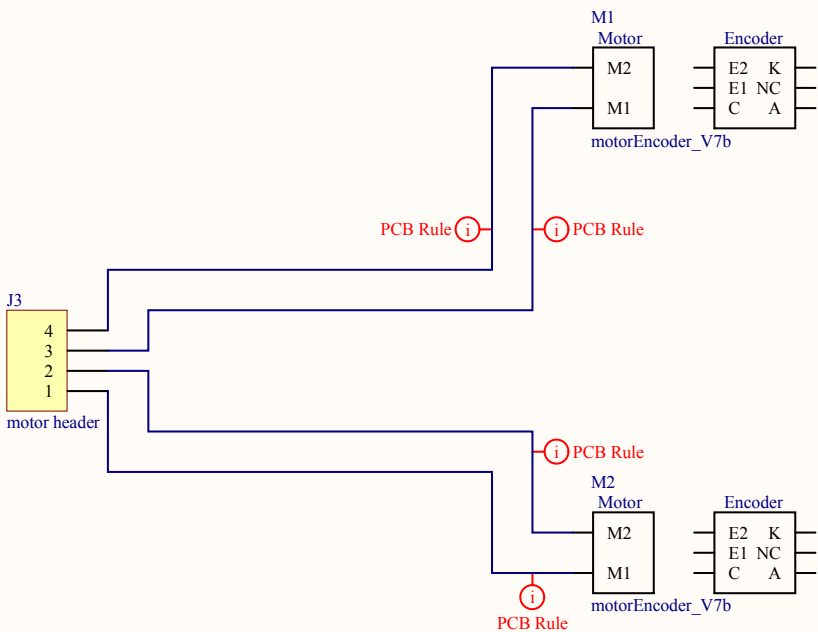 M1
Motor
Encoder
M2
E2 K
E1 NC
M1
C A
motorEncoder_V7b
PCB Rule
i
i
PCB Rule
J3
4
3
2
1
motor header
i
PCB Rule
M2
Motor
Encoder
M2
E2 K
E1 NC
M1
C A
i
motorEncoder_V7b
PCB Rule